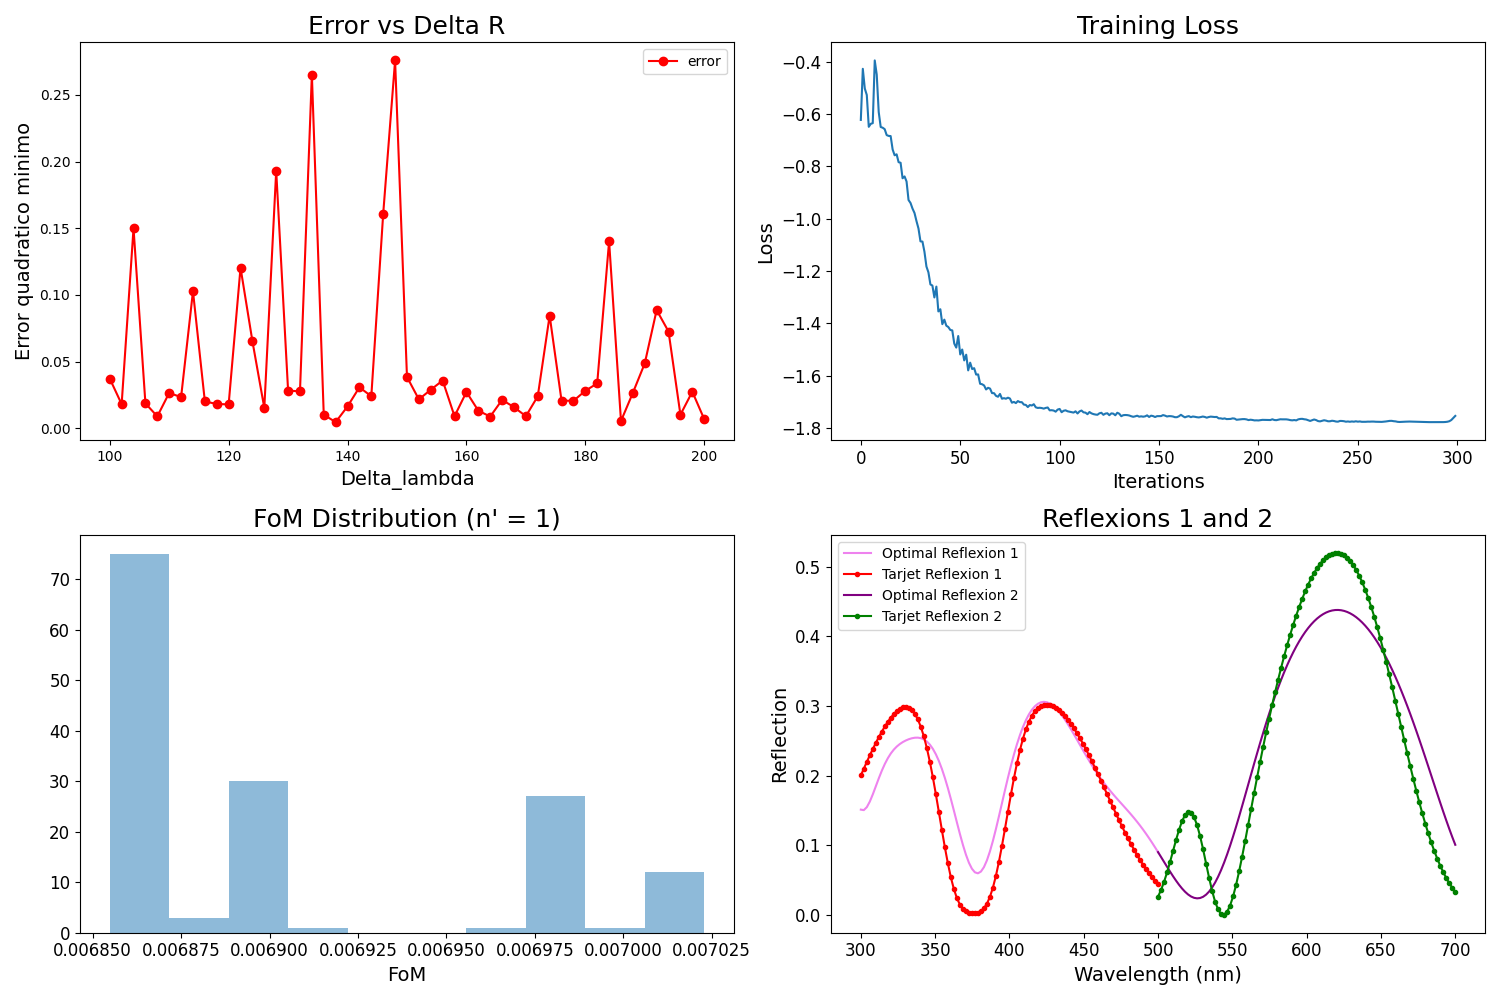 Error vs Delta R
error
Error quadratico minimo
0.25
0.20
0.15
0.10
0.05
0.00
100 120 140 160 180 200
Delta_lambda
Training Loss
Loss
−0.4
−0.6
−0.8
−1.0
−1.2
−1.4
−1.6
−1.8
0 50 100 150 200 250 300
Iterations
FoM Distribution (n' = 1)
70
60
50
40
30
20
10
0
0.006850 0.006875 0.006900 0.006925 0.006950 0.006975 0.007000 0.007025
FoM
Reflexions 1 and 2
Optimal Reflexion 1
Tarjet Reflexion 1
Optimal Reflexion 2
Tarjet Reflexion 2
Reflection
0.5
0.4
0.3
0.2
0.1
0.0
300 350 400 450 500 550 600 650 700
Wavelength (nm)